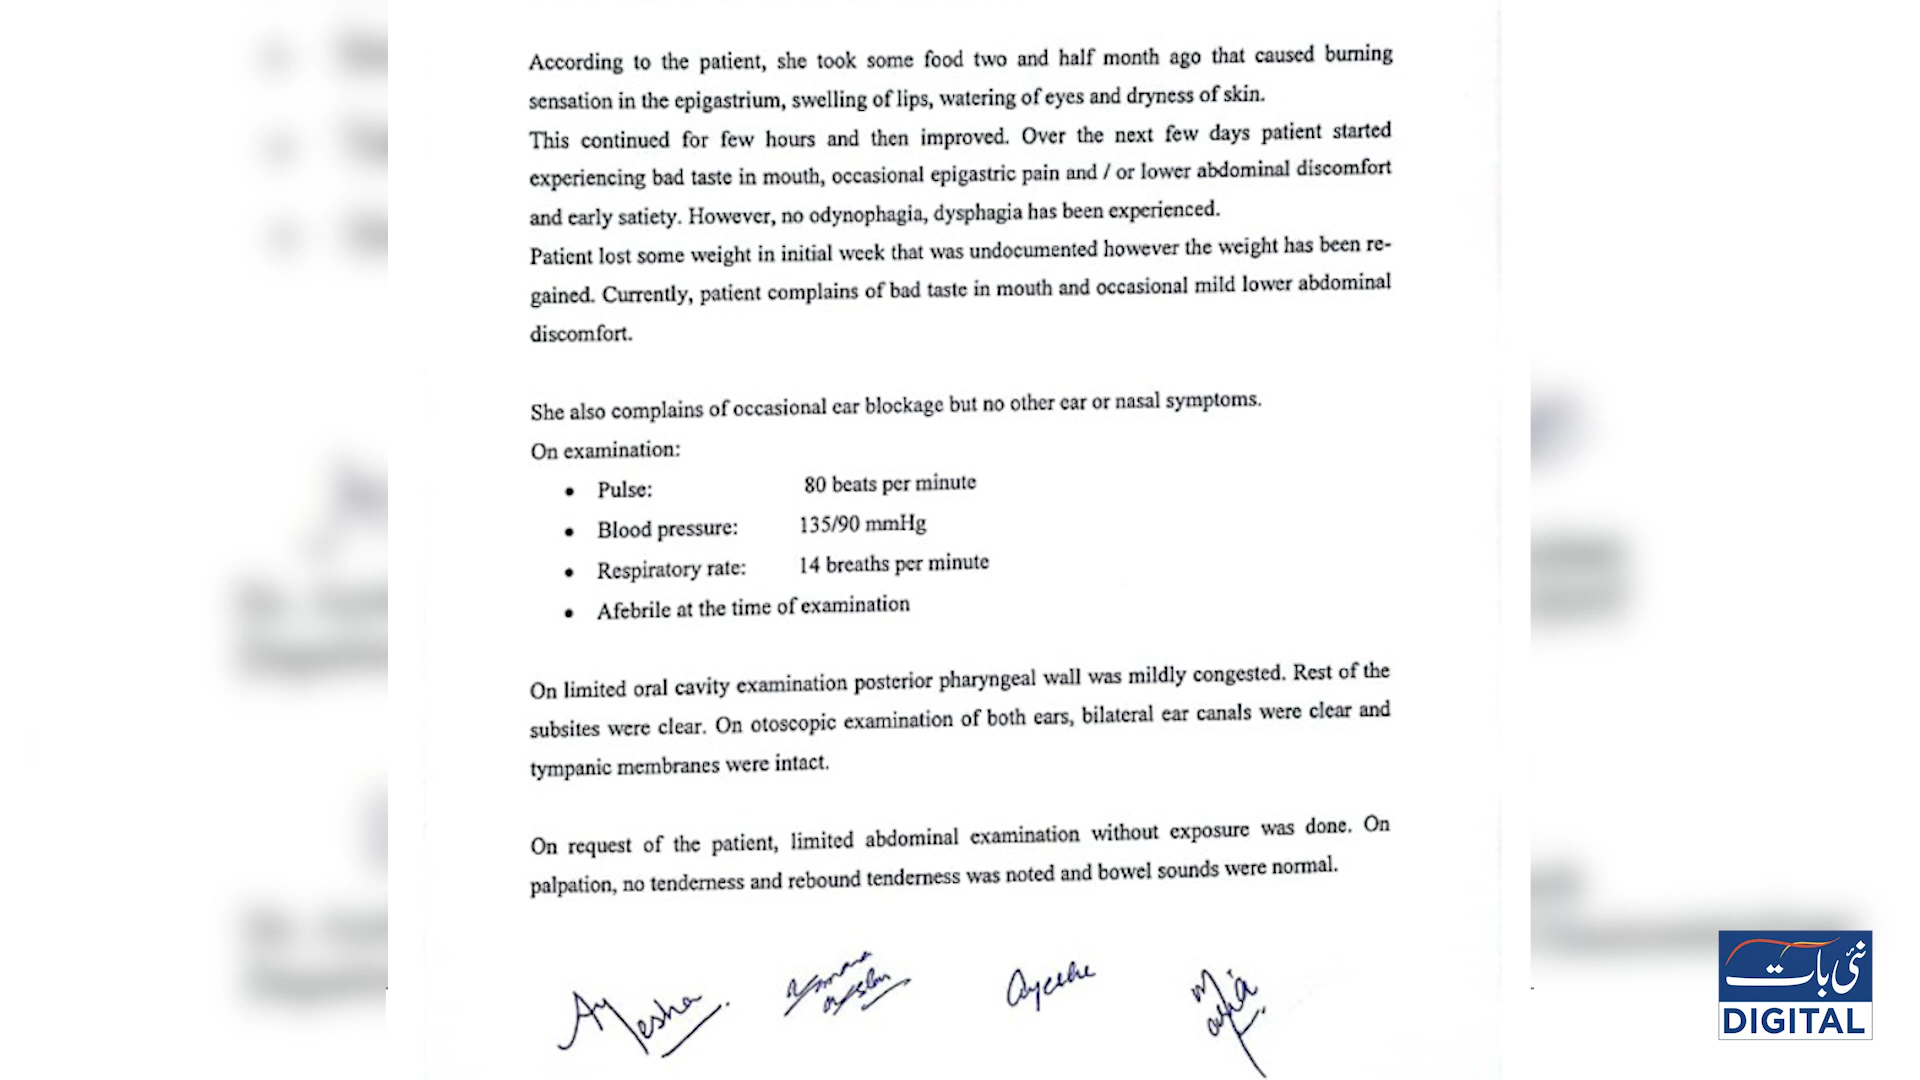 According to the patient, she took some food two and half month ago that caused burning
sensation in the epigastrium, swelling of lips, watering of eyes and dryness of skin.
This continued for few hours and then improved. Over the next few days patient started
experiencing bad taste in mouth, occasional epigastric pain and / or lower abdominal discomfort
and early satiety. However, no odynophagia, dysphagia has been experienced.
Patient lost some weight in initial week that was undocumented however the weight has been re-
gained. Currently, patient complains of bad taste in mouth and occasional mild lower abdominal
discomfort.
She also complains of occasional ear blockage but no other ear or nasal symptoms.
On examination:
• Pulse: 80 beats per minute
• Blood pressure: 135/90 mmHg
• Respiratory rate: 14 breaths per minute
• Afebrile at the time of examination
On limited oral cavity examination posterior pharyngeal wall was mildly congested. Rest of the
subsites were clear. On otoscopic examination of both ears, bilateral ear canals were clear and
tympanic membranes were intact.
On request of the patient, limited abdominal examination without exposure was done. On
palpation, no tenderness and rebound tenderness was noted and bowel sounds were normal.
Ayesha
نئی بات
DIGITAL